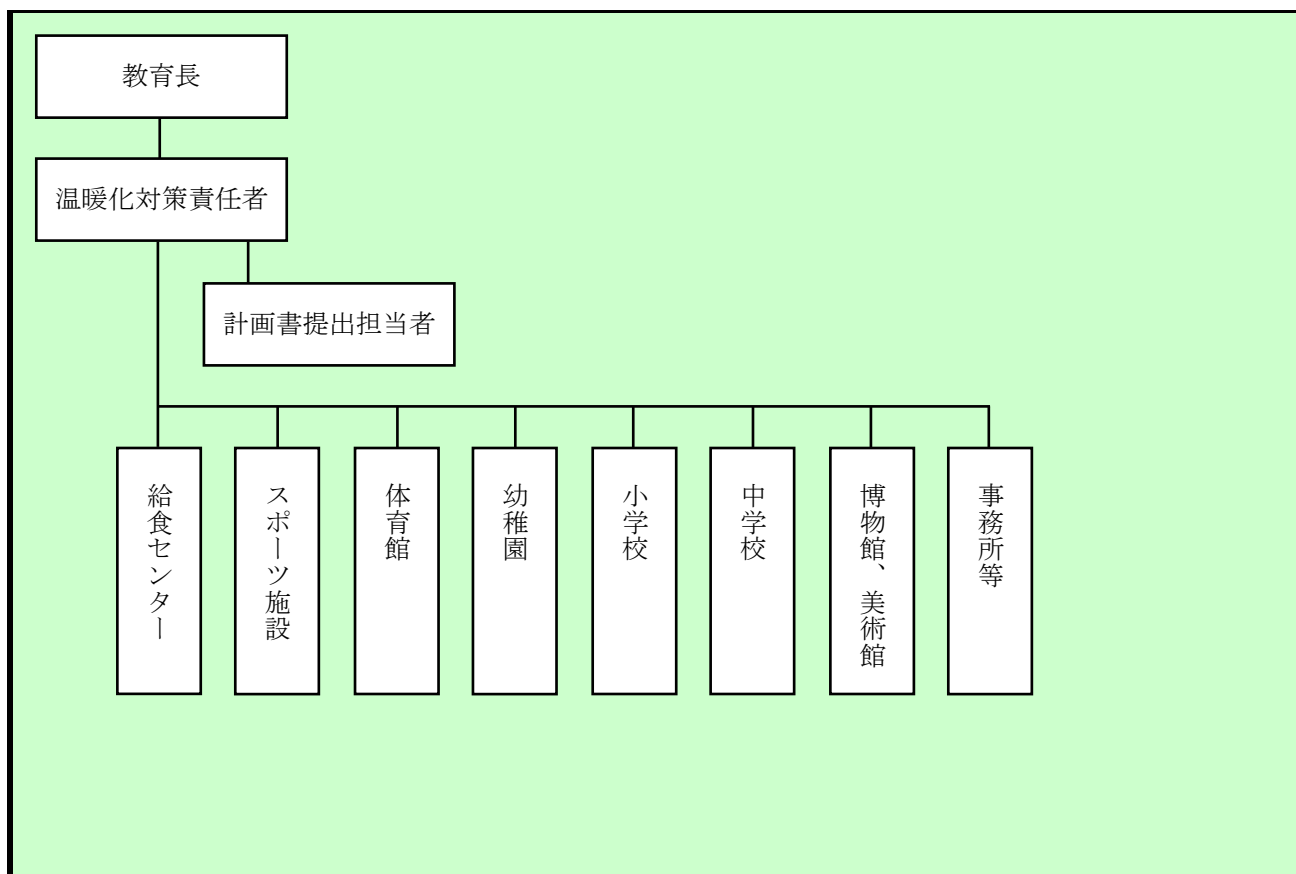 教育長
温暖化対策責任者
計画書提出担当者
給食センター
スポーツ施設
体育館
幼稚園
小学校
中学校
博物館、美術館
事務所等